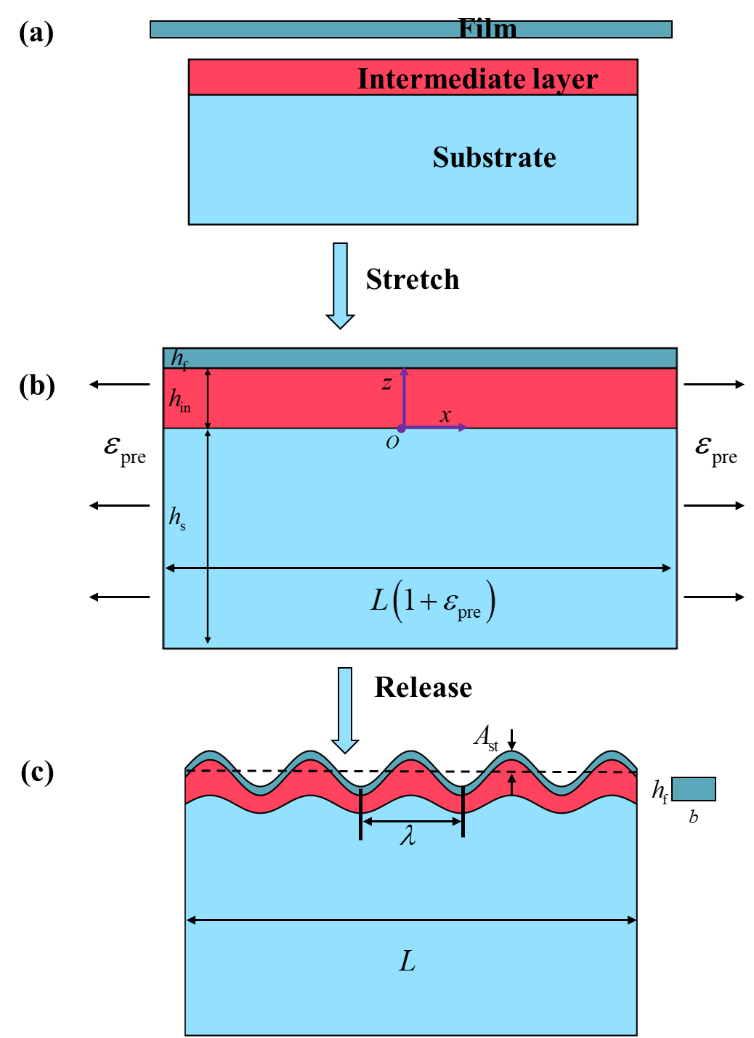 (a)
Film
Intermediate layer
Substrate
Stretch
(b)
h_f
h_in
z
x
O
ε_pre
ε_pre
h_s
L(1 + ε_pre)
Release
(c)
A_st
λ
h_f
b
L